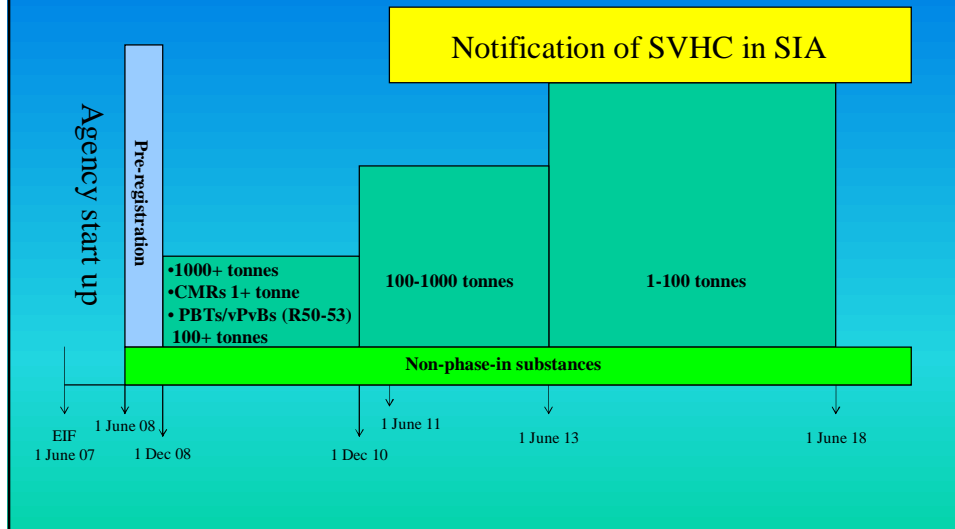 Notification of SVHC in SIA
Agency start up
Pre-registration
•1000+ tonnes
•CMRs 1+ tonne
• PBTs/vPvBs (R50-53)
100+ tonnes
100-1000 tonnes
1-100 tonnes
Non-phase-in substances
EIF
1 June 07
1 June 08
1 Dec 08
1 Dec 10
1 June 11
1 June 13
1 June 18